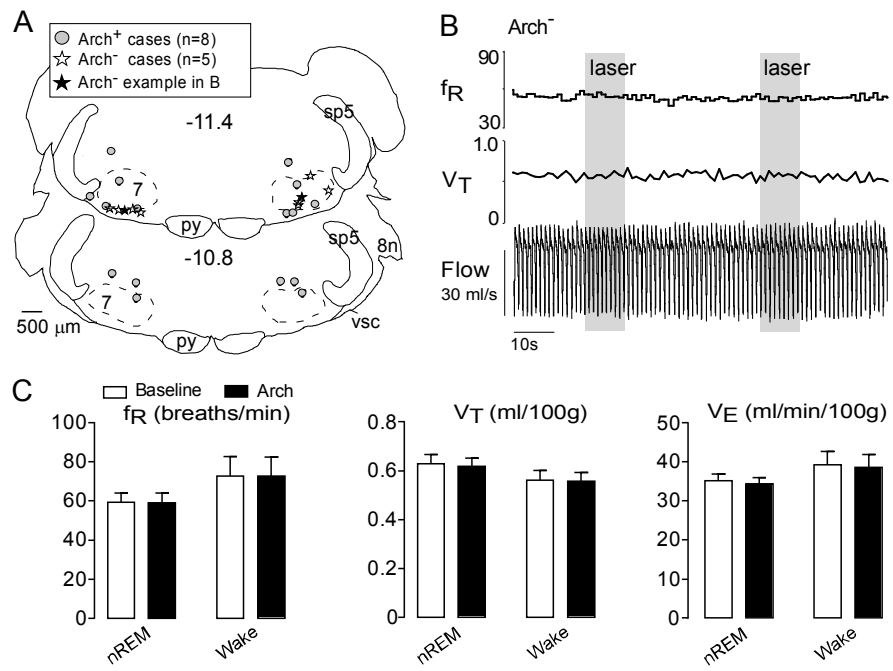 A
Arch⁺ cases (n=8)
Arch⁻ cases (n=5)
Arch⁻ example in B
-11.4
sp5
7
py
-10.8
sp5
8n
7
500 μm
py
vsc
B
Arch⁻
90
fR
30
laser
laser
1.0
VT
0
Flow
30 ml/s
10s
C
Baseline
Arch
fR (breaths/min)
100
80
60
40
20
0
nREM
Wake
VT (ml/100g)
1.0
0.8
0.6
0.4
0.2
0
nREM
Wake
VE (ml/min/100g)
50
40
30
20
10
0
nREM
Wake